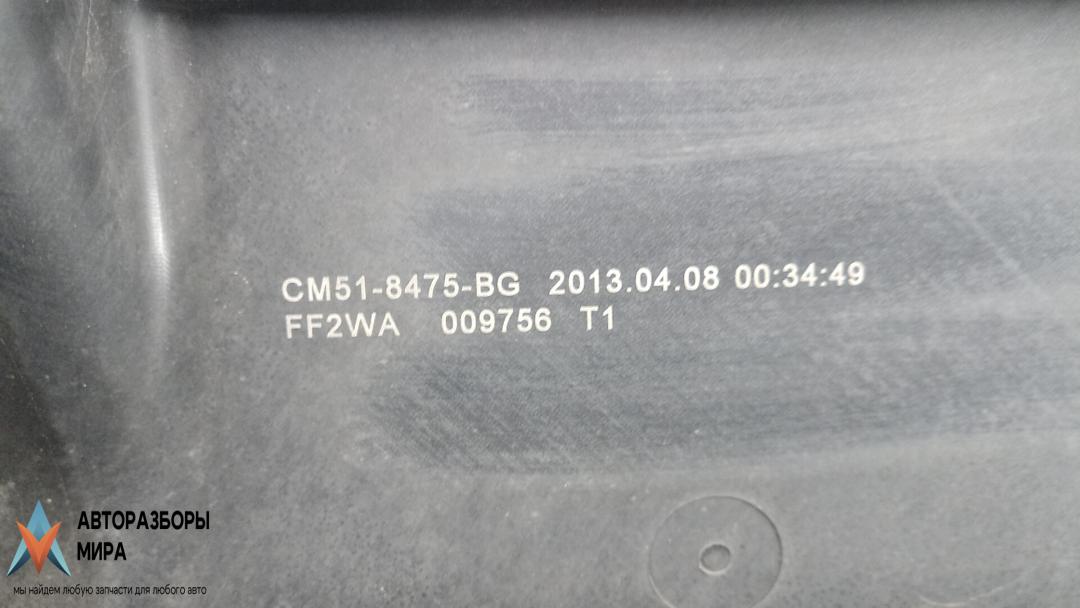 CM51-8475-BG 2013.04.08 00:34:49
FF2WA 009756 T1
АВТОРАЗБОРЫ
МИРА
мы найдем любую запчасти для любого авто